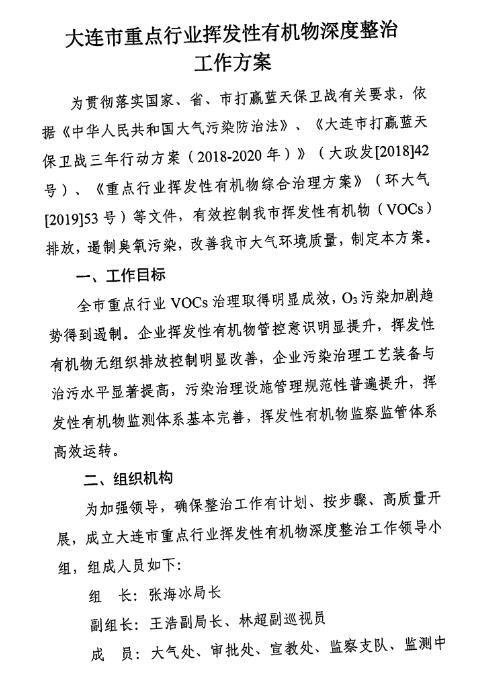 大连市重点行业挥发性有机物深度整治
工作方案
为贯彻落实国家、省、市打赢蓝天保卫战有关要求，依
据《中华人民共和国大气污染防治法》、《大连市打赢蓝天
保卫战三年行动方案（2018-2020 年）》（大政发[2018]42
号）、《重点行业挥发性有机物综合治理方案》（环大气
[2019]53 号）等文件，有效控制我市挥发性有机物（VOCs）
排放，遏制臭氧污染，改善我市大气环境质量，制定本方案。
一、工作目标
全市重点行业 VOCs 治理取得明显成效，O₃污染加剧趋
势得到遏制。企业挥发性有机物管控意识明显提升，挥发性
有机物无组织排放控制明显改善，企业污染治理工艺装备与
治污水平显著提高，污染治理设施管理规范性普遍提升，挥
发性有机物监测体系基本完善，挥发性有机物监察监管体系
高效运转。
二、组织机构
为加强领导，确保整治工作有计划、按步骤、高质量开
展，成立大连市重点行业挥发性有机物深度整治工作领导小
组，组成人员如下：
组　长：张海冰局长
副组长：王浩副局长、林超副巡视员
成　员：大气处、审批处、宣教处、监察支队、监测中